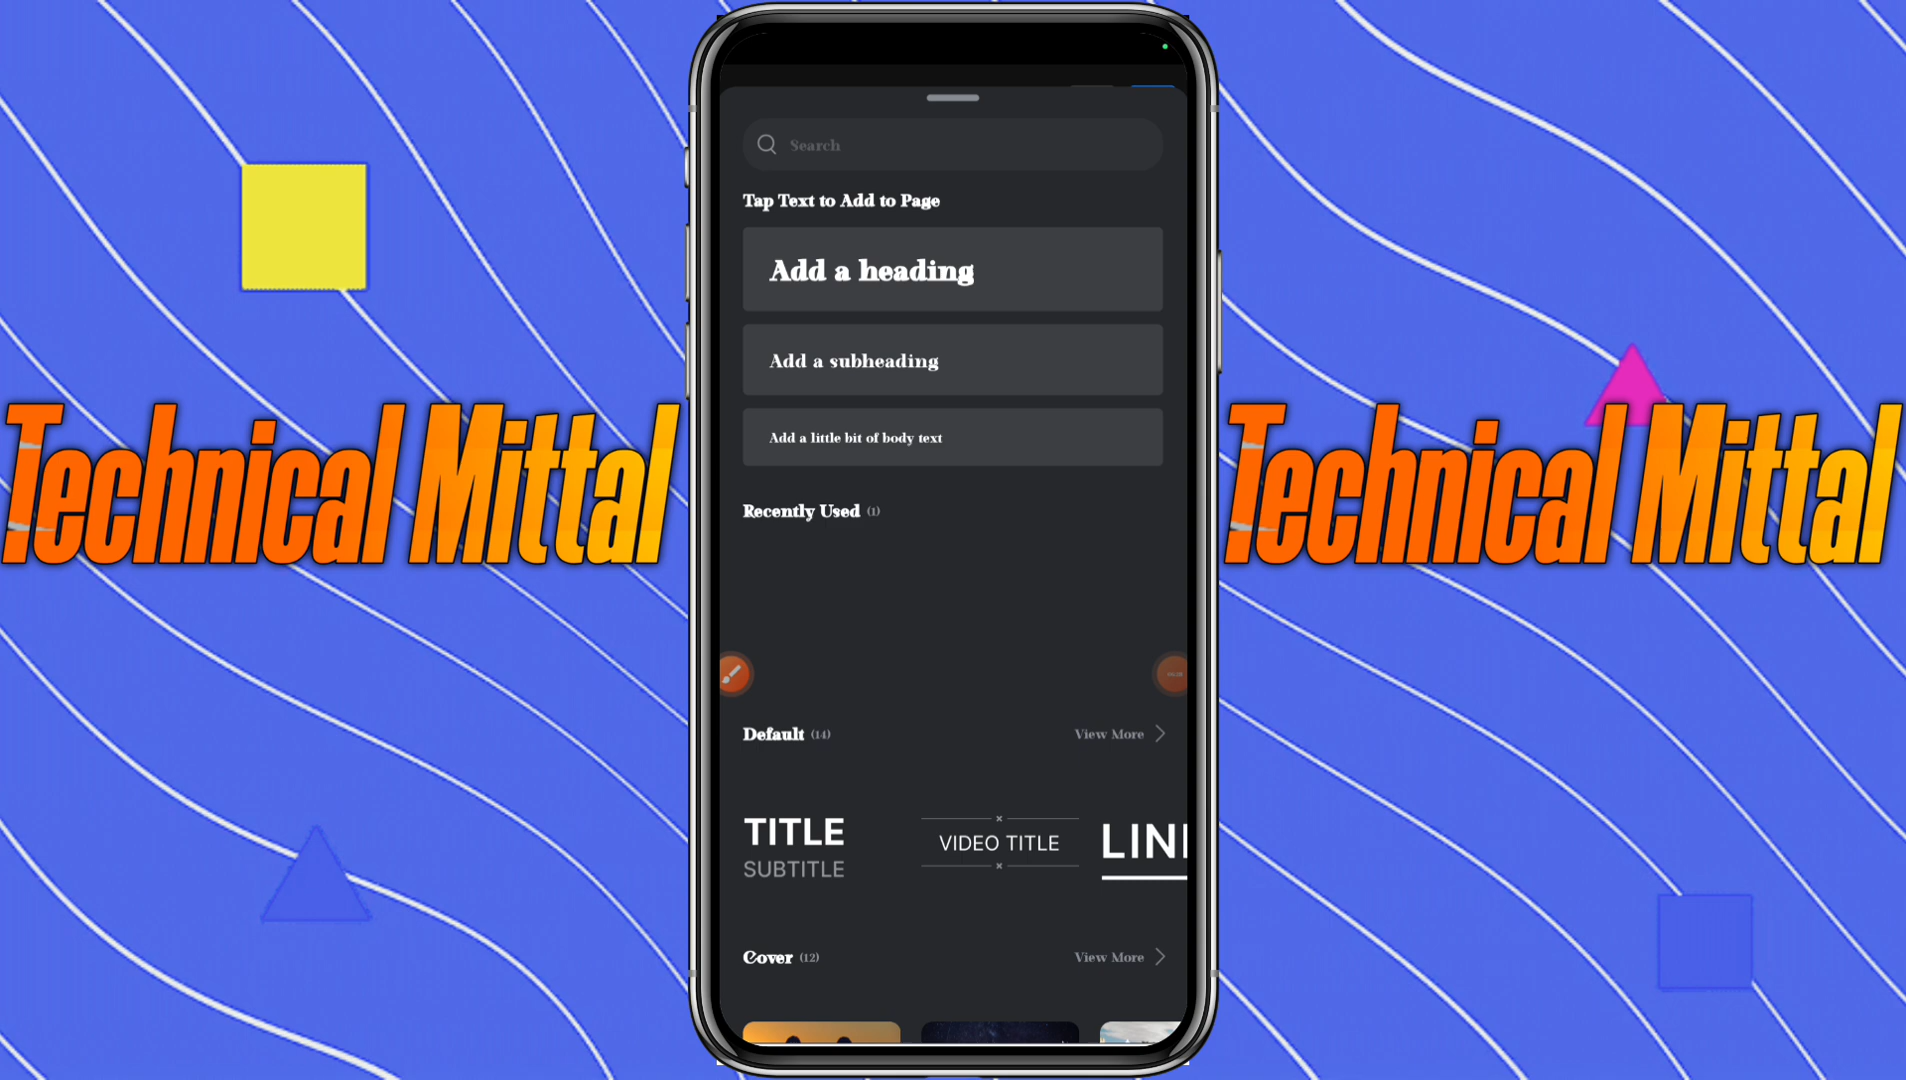 Search
Tap Text to Add to Page
Add a heading
Add a subheading
Add a little bit of body text
Technical Mittal
Technical Mittal
Recently Used (1)
Default (14)
View More
TITLE
SUBTITLE
VIDEO TITLE
Cover (12)
View More